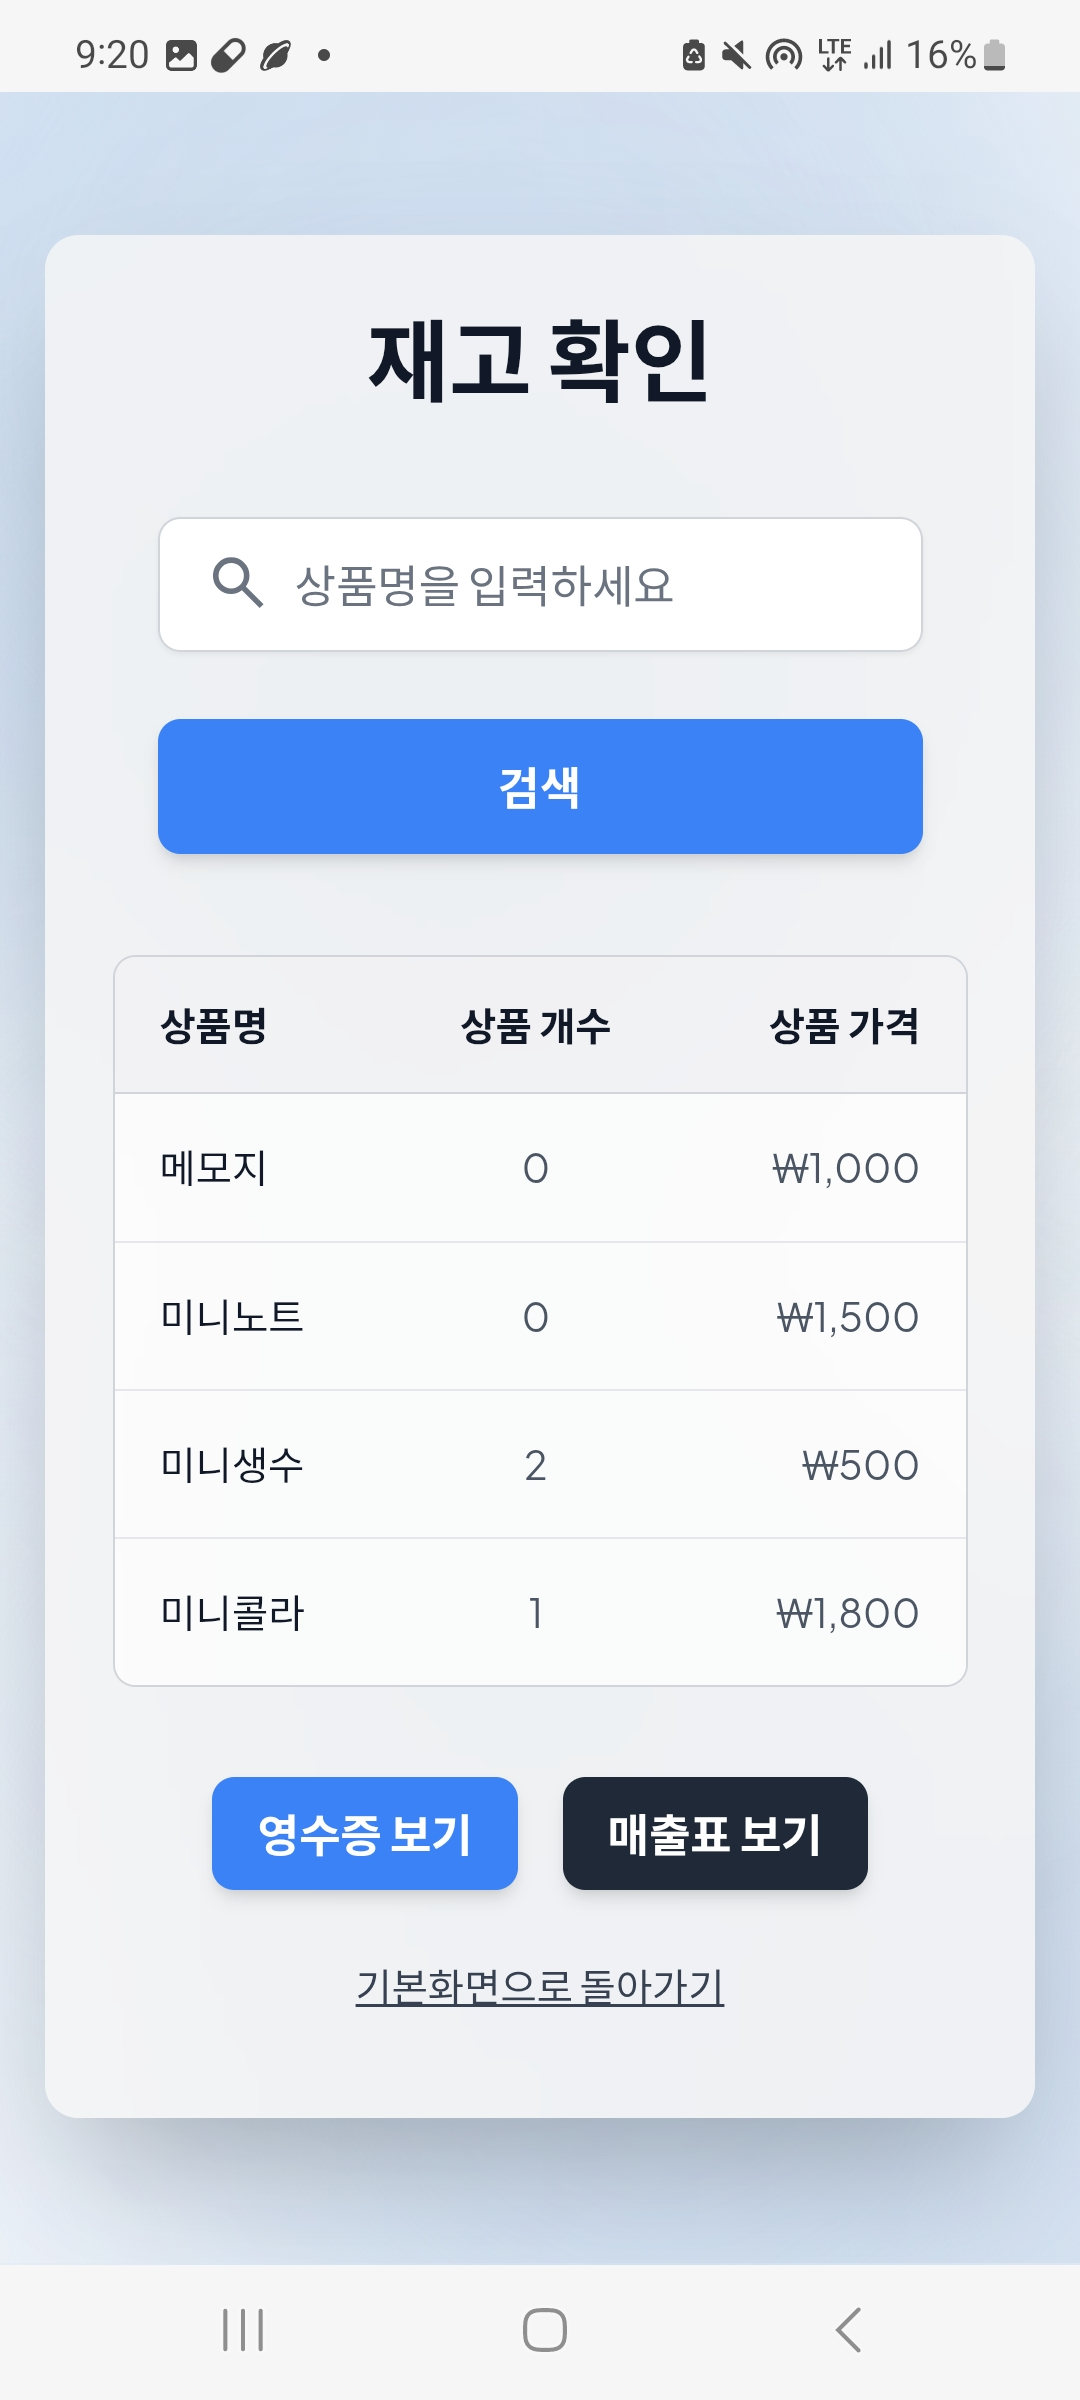 9:20
LTE
16%
재고 확인
상품명을 입력하세요
검색
상품명 상품 개수 상품 가격
메모지 0 ₩1,000
미니노트 0 ₩1,500
미니생수 2 ₩500
미니콜라 1 ₩1,800
영수증 보기 매출표 보기
기본화면으로 돌아가기